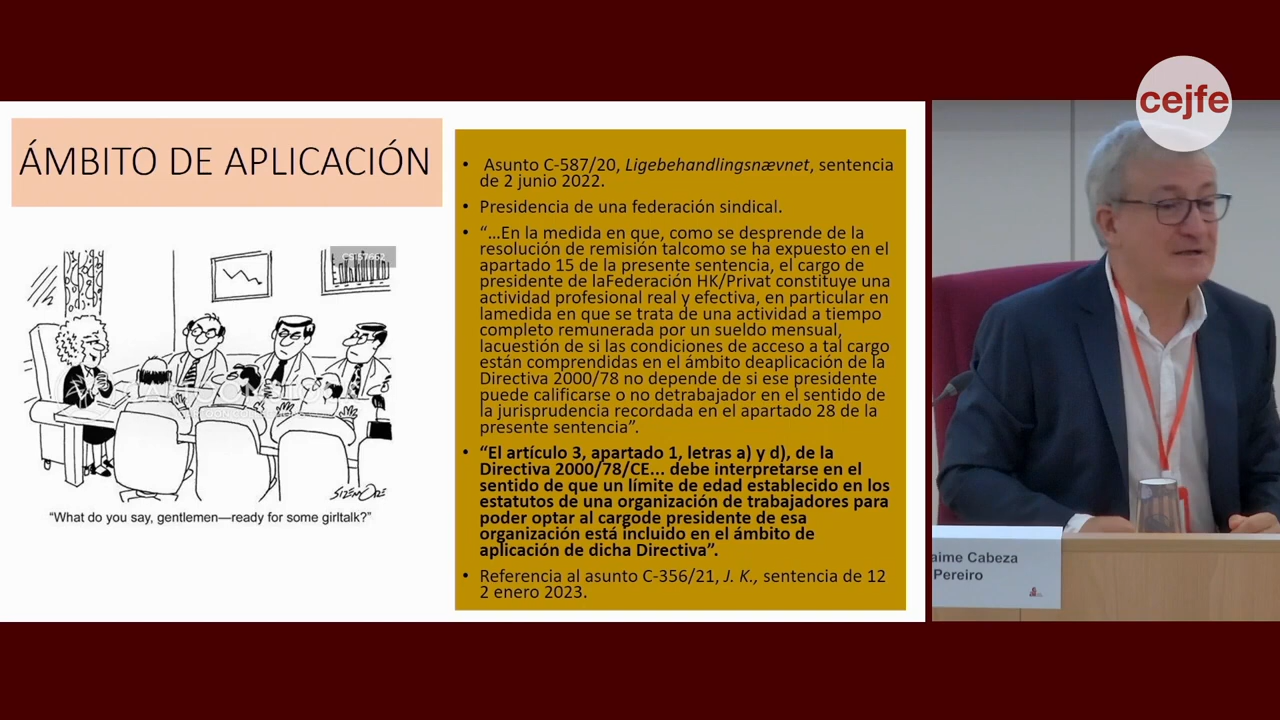 cejfe
ÁMBITO DE APLICACIÓN
CS157667
SIZEMORE
“What do you say, gentlemen—ready for some girltalk?”
• Asunto C-587/20, Ligebehandlingsnævnet, sentencia
de 2 junio 2022.
• Presidencia de una federación sindical.
• “…En la medida en que, como se desprende de la
resolución de remisión talcomo se ha expuesto en el
apartado 15 de la presente sentencia, el cargo de
presidente de laFederación HK/Privat constituye una
actividad profesional real y efectiva, en particular en
lamedida en que se trata de una actividad a tiempo
completo remunerada por un sueldo mensual,
lacuestión de si las condiciones de acceso a tal cargo
están comprendidas en el ámbito deaplicación de la
Directiva 2000/78 no depende de si ese presidente
puede calificarse o no detrabajador en el sentido de
la jurisprudencia recordada en el apartado 28 de la
presente sentencia”.
• “El artículo 3, apartado 1, letras a) y d), de la
Directiva 2000/78/CE... debe interpretarse en el
sentido de que un límite de edad establecido en los
estatutos de una organización de trabajadores para
poder optar al cargode presidente de esa
organización está incluido en el ámbito de
aplicación de dicha Directiva”.
• Referencia al asunto C-356/21, J. K., sentencia de 12
2 enero 2023.
aime Cabeza
Pereiro